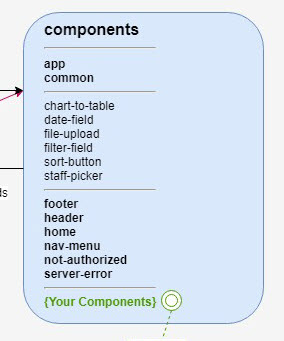 components
app
common
chart-to-table
date-field
file-upload
filter-field
sort-button
staff-picker
ds
footer
header
home
nav-menu
not-authorized
server-error
{Your Components}